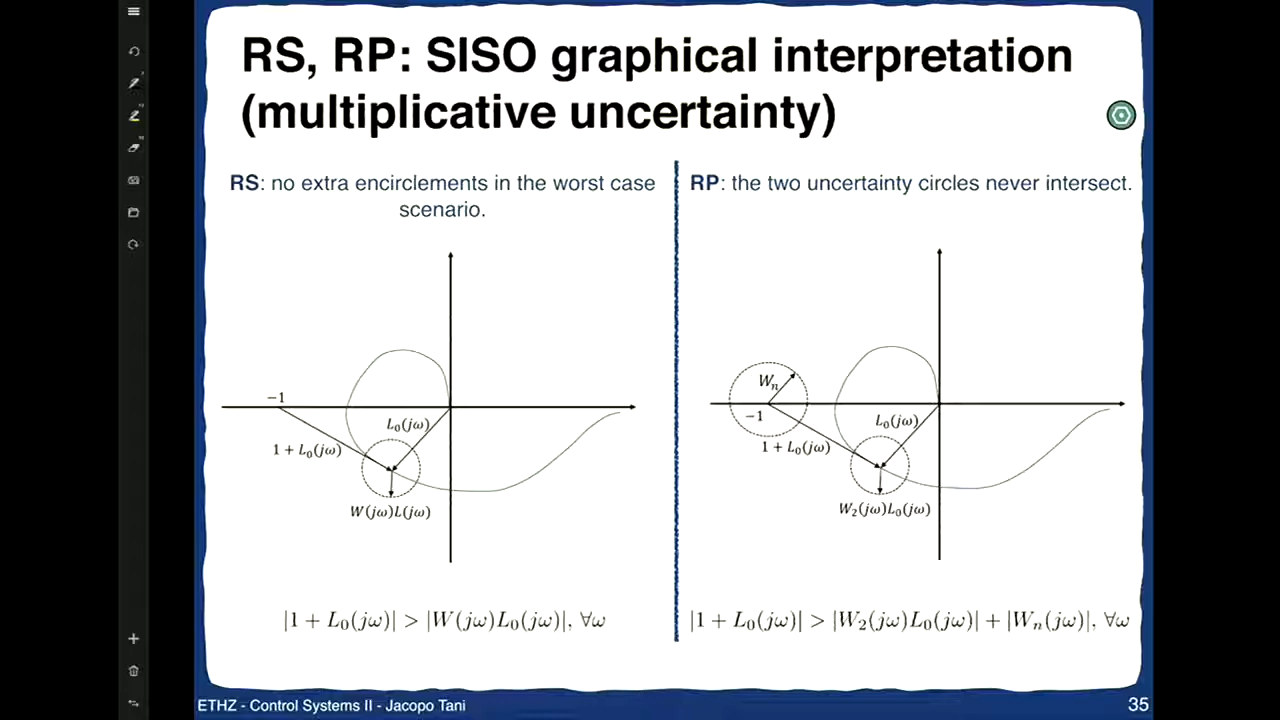 RS, RP: SISO graphical interpretation
(multiplicative uncertainty)
RS: no extra encirclements in the worst case
scenario.
−1
L₀(jω)
1 + L₀(jω)
W(jω)L(jω)
|1 + L₀(jω)| > |W(jω)L₀(jω)|, ∀ω
RP: the two uncertainty circles never intersect.
Wₙ
−1
L₀(jω)
1 + L₀(jω)
W₂(jω)L₀(jω)
|1 + L₀(jω)| > |W₂(jω)L₀(jω)| + |Wₙ(jω)|, ∀ω
ETHZ - Control Systems II - Jacopo Tani
35